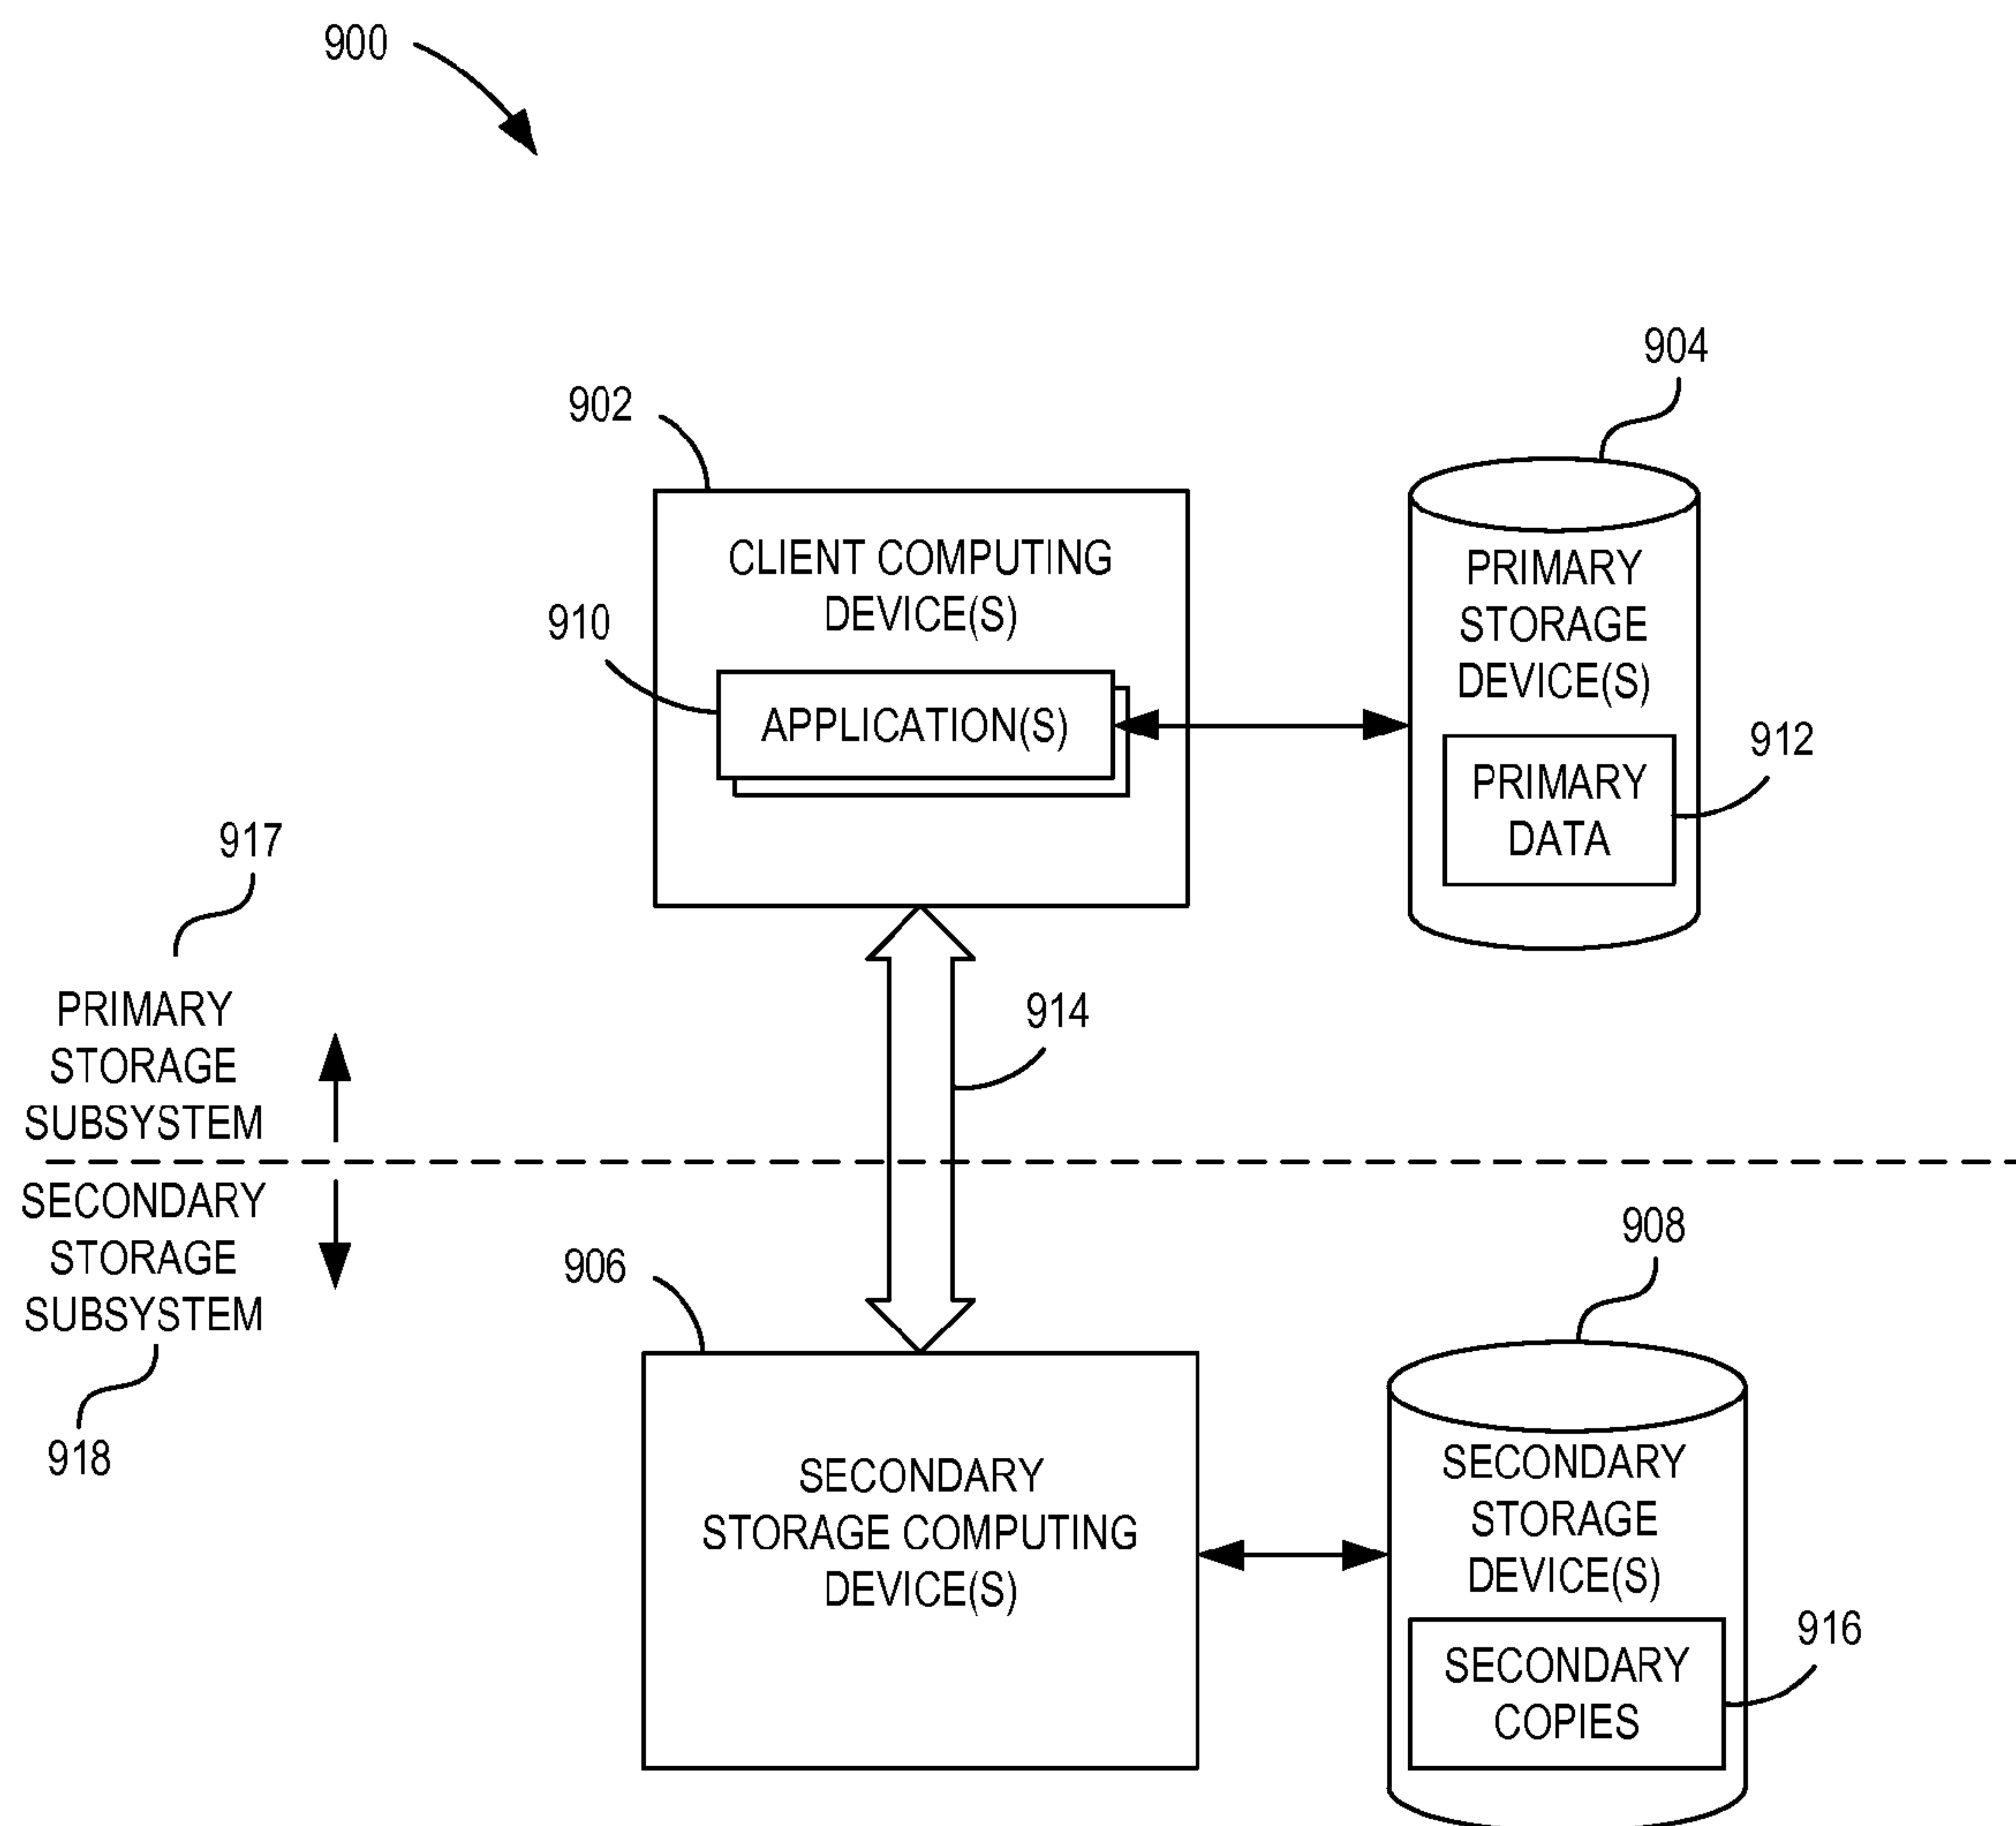 900
904
902
CLIENT COMPUTING
DEVICE(S)
910
APPLICATION(S)
PRIMARY
STORAGE
DEVICE(S)
912
PRIMARY
DATA
917
PRIMARY
STORAGE
SUBSYSTEM
914
SECONDARY
STORAGE
SUBSYSTEM
918
906
SECONDARY
STORAGE COMPUTING
DEVICE(S)
908
SECONDARY
STORAGE
DEVICE(S)
916
SECONDARY
COPIES